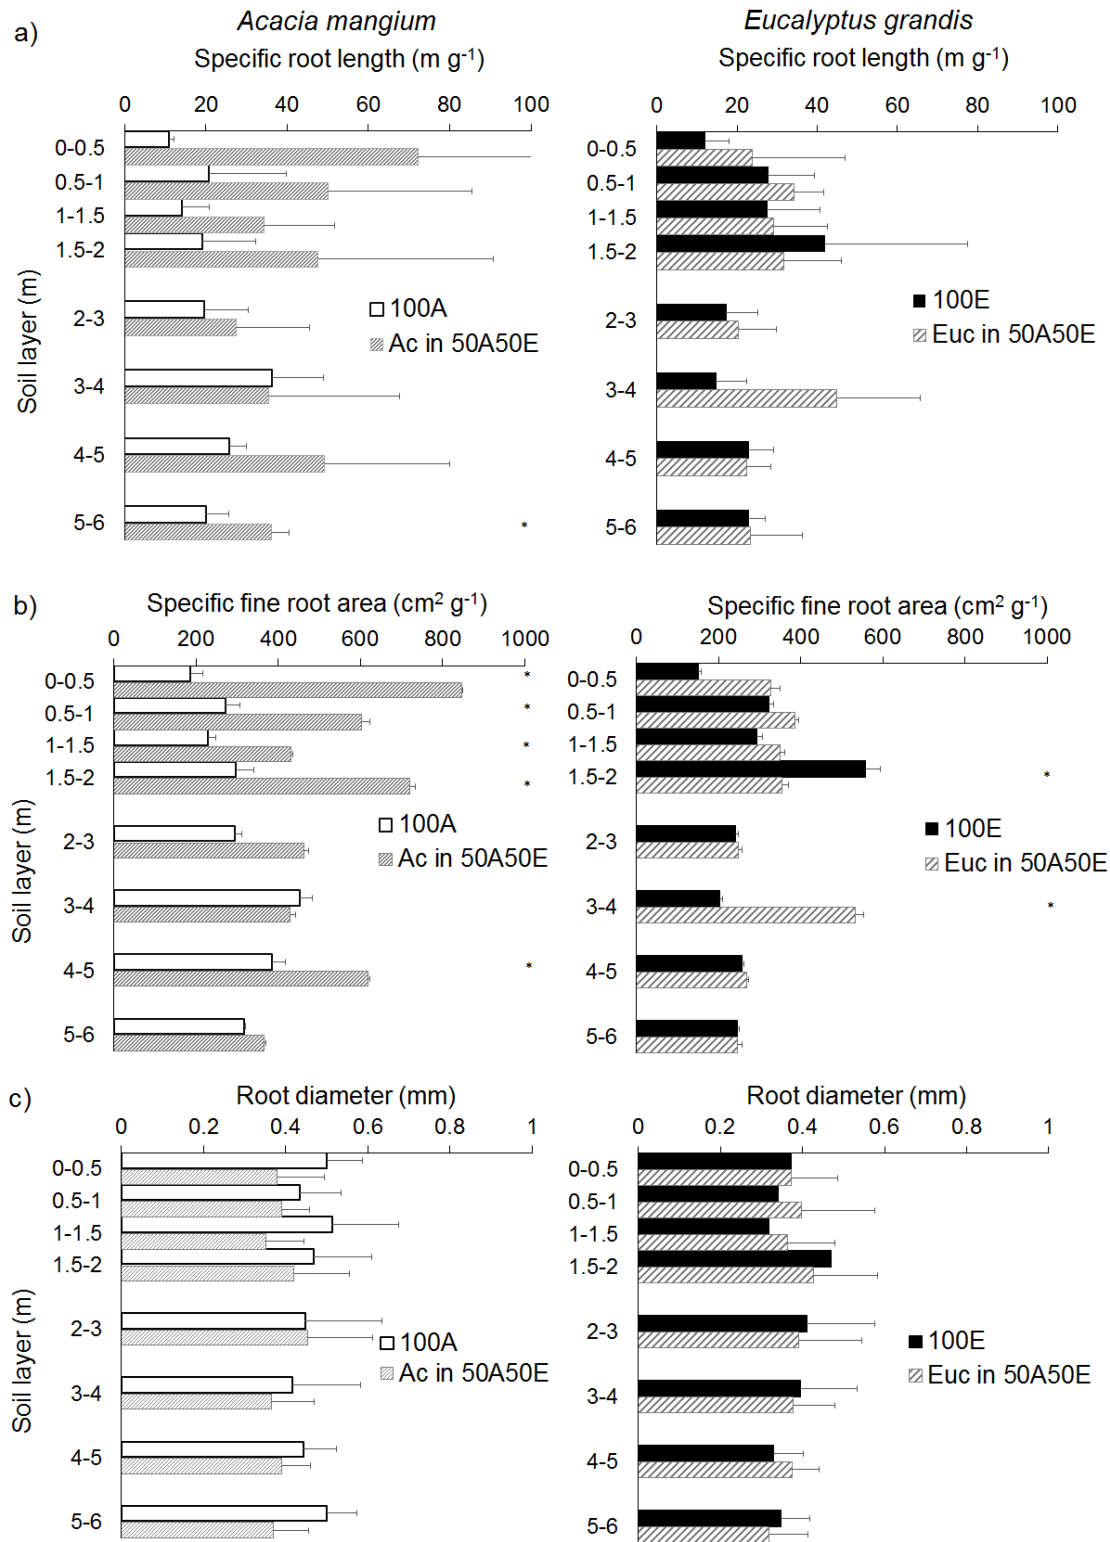 a)
Acacia mangium
Eucalyptus grandis
Specific root length (m g-1)
Specific root length (m g-1)
0 20 40 60 80 100
0 20 40 60 80 100
Soil layer (m)
0-0.5
0.5-1
1-1.5
1.5-2
2-3
3-4
4-5
5-6
100A
Ac in 50A50E
*
0-0.5
0.5-1
1-1.5
1.5-2
2-3
3-4
4-5
5-6
100E
Euc in 50A50E
b)
Specific fine root area (cm2 g-1)
Specific fine root area (cm2 g-1)
0 200 400 600 800 1000
0 200 400 600 800 1000
Soil layer (m)
0-0.5 *
0.5-1 *
1-1.5 *
1.5-2 *
2-3
3-4
4-5 *
5-6
100A
Ac in 50A50E
0-0.5
0.5-1
1-1.5
1.5-2 *
2-3
3-4 *
4-5
5-6
100E
Euc in 50A50E
c)
Root diameter (mm)
Root diameter (mm)
0 0.2 0.4 0.6 0.8 1
0 0.2 0.4 0.6 0.8 1
Soil layer (m)
0-0.5
0.5-1
1-1.5
1.5-2
2-3
3-4
4-5
5-6
100A
Ac in 50A50E
0-0.5
0.5-1
1-1.5
1.5-2
2-3
3-4
4-5
5-6
100E
Euc in 50A50E